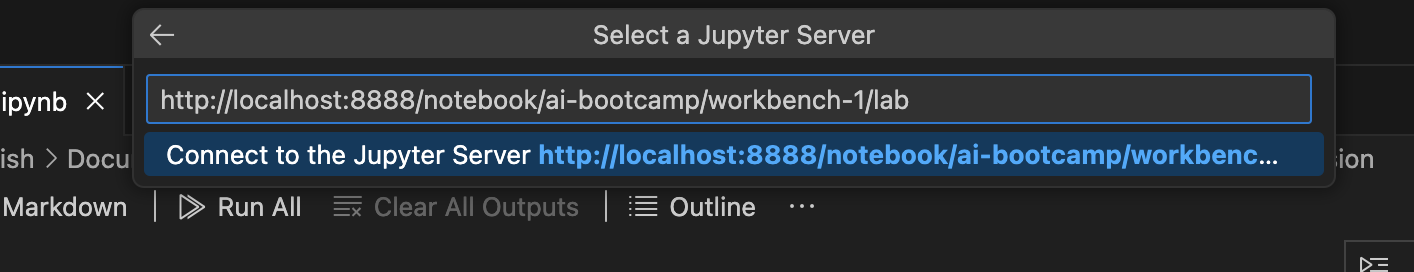 Select a Jupyter Server
http://localhost:8888/notebook/ai-bootcamp/workbench-1/lab
Connect to the Jupyter Server http://localhost:8888/notebook/ai-bootcamp/workbenc...
ipynb
ish > Docu
ion
Markdown | Run All Clear All Outputs | Outline ...